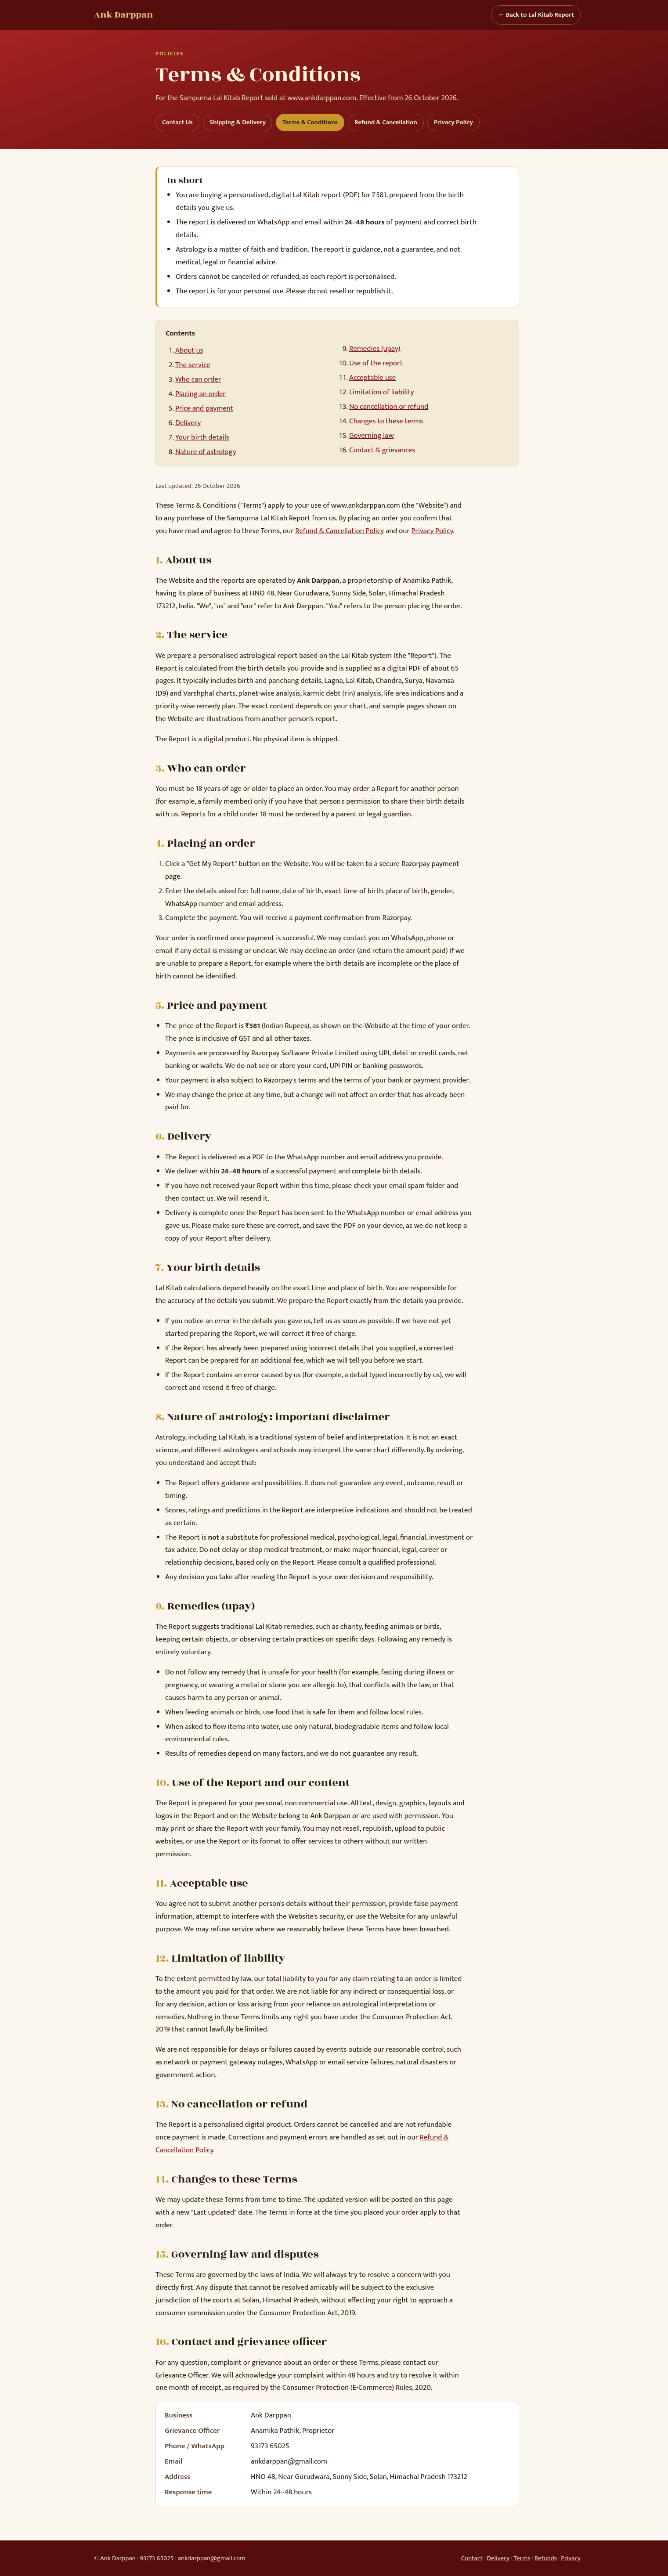 Ank Darppan
← Back to Lal Kitab Report
POLICIES
Terms & Conditions
For the Sampurna Lal Kitab Report sold at www.ankdarppan.com. Effective from 26 October 2026.
Contact Us
Shipping & Delivery
Terms & Conditions
Refund & Cancellation
Privacy Policy
In short
• You are buying a personalised, digital Lal Kitab report (PDF) for ₹581, prepared from the birth
details you give us.
• The report is delivered on WhatsApp and email within 24–48 hours of payment and correct birth
details.
• Astrology is a matter of faith and tradition. The report is guidance, not a guarantee, and not
medical, legal or financial advice.
• Orders cannot be cancelled or refunded, as each report is personalised.
• The report is for your personal use. Please do not resell or republish it.
Contents
1. About us
2. The service
3. Who can order
4. Placing an order
5. Price and payment
6. Delivery
7. Your birth details
8. Nature of astrology
9. Remedies (upay)
10. Use of the report
11. Acceptable use
12. Limitation of liability
13. No cancellation or refund
14. Changes to these terms
15. Governing law
16. Contact & grievances
Last updated: 26 October 2026
These Terms & Conditions ("Terms") apply to your use of www.ankdarppan.com (the "Website") and
to any purchase of the Sampurna Lal Kitab Report from us. By placing an order you confirm that
you have read and agree to these Terms, our Refund & Cancellation Policy and our Privacy Policy.
1. About us
The Website and the reports are operated by Ank Darppan, a proprietorship of Anamika Pathik,
having its place of business at HNO 48, Near Gurudwara, Sunny Side, Solan, Himachal Pradesh
173212, India. "We", "us" and "our" refer to Ank Darppan. "You" refers to the person placing the order.
2. The service
We prepare a personalised astrological report based on the Lal Kitab system (the "Report"). The
Report is calculated from the birth details you provide and is supplied as a digital PDF of about 65
pages. It typically includes birth and panchang details, Lagna, Lal Kitab, Chandra, Surya, Navamsa
(D9) and Varshphal charts, planet-wise analysis, karmic debt (rin) analysis, life area indications and a
priority-wise remedy plan. The exact content depends on your chart, and sample pages shown on
the Website are illustrations from another person's report.
The Report is a digital product. No physical item is shipped.
3. Who can order
You must be 18 years of age or older to place an order. You may order a Report for another person
(for example, a family member) only if you have that person's permission to share their birth details
with us. Reports for a child under 18 must be ordered by a parent or legal guardian.
4. Placing an order
1. Click a "Get My Report" button on the Website. You will be taken to a secure Razorpay payment
page.
2. Enter the details asked for: full name, date of birth, exact time of birth, place of birth, gender,
WhatsApp number and email address.
3. Complete the payment. You will receive a payment confirmation from Razorpay.
Your order is confirmed once payment is successful. We may contact you on WhatsApp, phone or
email if any detail is missing or unclear. We may decline an order (and return the amount paid) if we
are unable to prepare a Report, for example where the birth details are incomplete or the place of
birth cannot be identified.
5. Price and payment
• The price of the Report is ₹581 (Indian Rupees), as shown on the Website at the time of your order.
The price is inclusive of GST and all other taxes.
• Payments are processed by Razorpay Software Private Limited using UPI, debit or credit cards, net
banking or wallets. We do not see or store your card, UPI PIN or banking passwords.
• Your payment is also subject to Razorpay's terms and the terms of your bank or payment provider.
• We may change the price at any time, but a change will not affect an order that has already been
paid for.
6. Delivery
• The Report is delivered as a PDF to the WhatsApp number and email address you provide.
• We deliver within 24–48 hours of a successful payment and complete birth details.
• If you have not received your Report within this time, please check your email spam folder and
then contact us. We will resend it.
• Delivery is complete once the Report has been sent to the WhatsApp number or email address you
gave us. Please make sure these are correct, and save the PDF on your device, as we do not keep a
copy of your Report after delivery.
7. Your birth details
Lal Kitab calculations depend heavily on the exact time and place of birth. You are responsible for
the accuracy of the details you submit. We prepare the Report exactly from the details you provide.
• If you notice an error in the details you gave us, tell us as soon as possible. If we have not yet
started preparing the Report, we will correct it free of charge.
• If the Report has already been prepared using incorrect details that you supplied, a corrected
Report can be prepared for an additional fee, which we will tell you before we start.
• If the Report contains an error caused by us (for example, a detail typed incorrectly by us), we will
correct and resend it free of charge.
8. Nature of astrology: important disclaimer
Astrology, including Lal Kitab, is a traditional system of belief and interpretation. It is not an exact
science, and different astrologers and schools may interpret the same chart differently. By ordering,
you understand and accept that:
• The Report offers guidance and possibilities. It does not guarantee any event, outcome, result or
timing.
• Scores, ratings and predictions in the Report are interpretive indications and should not be treated
as certain.
• The Report is not a substitute for professional medical, psychological, legal, financial, investment or
tax advice. Do not delay or stop medical treatment, or make major financial, legal, career or
relationship decisions, based only on the Report. Please consult a qualified professional.
• Any decision you take after reading the Report is your own decision and responsibility.
9. Remedies (upay)
The Report suggests traditional Lal Kitab remedies, such as charity, feeding animals or birds,
keeping certain objects, or observing certain practices on specific days. Following any remedy is
entirely voluntary.
• Do not follow any remedy that is unsafe for your health (for example, fasting during illness or
pregnancy, or wearing a metal or stone you are allergic to), that conflicts with the law, or that
causes harm to any person or animal.
• When feeding animals or birds, use food that is safe for them and follow local rules.
• When asked to flow items into water, use only natural, biodegradable items and follow local
environmental rules.
• Results of remedies depend on many factors, and we do not guarantee any result.
10. Use of the Report and our content
The Report is prepared for your personal, non-commercial use. All text, design, graphics, layouts and
logos in the Report and on the Website belong to Ank Darppan or are used with permission. You
may print or share the Report with your family. You may not resell, republish, upload to public
websites, or use the Report or its format to offer services to others without our written
permission.
11. Acceptable use
You agree not to submit another person's details without their permission, provide false payment
information, attempt to interfere with the Website's security, or use the Website for any unlawful
purpose. We may refuse service where we reasonably believe these Terms have been breached.
12. Limitation of liability
To the extent permitted by law, our total liability to you for any claim relating to an order is limited
to the amount you paid for that order. We are not liable for any indirect or consequential loss, or
for any decision, action or loss arising from your reliance on astrological interpretations or
remedies. Nothing in these Terms limits any right you have under the Consumer Protection Act,
2019 that cannot lawfully be limited.
We are not responsible for delays or failures caused by events outside our reasonable control, such
as network or payment gateway outages, WhatsApp or email service failures, natural disasters or
government action.
13. No cancellation or refund
The Report is a personalised digital product. Orders cannot be cancelled and are not refundable
once payment is made. Corrections and payment errors are handled as set out in our Refund &
Cancellation Policy.
14. Changes to these Terms
We may update these Terms from time to time. The updated version will be posted on this page
with a new "Last updated" date. The Terms in force at the time you placed your order apply to that
order.
15. Governing law and disputes
These Terms are governed by the laws of India. We will always try to resolve a concern with you
directly first. Any dispute that cannot be resolved amicably will be subject to the exclusive
jurisdiction of the courts at Solan, Himachal Pradesh, without affecting your right to approach a
consumer commission under the Consumer Protection Act, 2019.
16. Contact and grievance officer
For any question, complaint or grievance about an order or these Terms, please contact our
Grievance Officer. We will acknowledge your complaint within 48 hours and try to resolve it within
one month of receipt, as required by the Consumer Protection (E-Commerce) Rules, 2020.
Business Ank Darppan
Grievance Officer Anamika Pathik, Proprietor
Phone / WhatsApp 93173 65025
Email ankdarppan@gmail.com
Address HNO 48, Near Gurudwara, Sunny Side, Solan, Himachal Pradesh 173212
Response time Within 24–48 hours
© Ank Darppan · 93173 65025 · ankdarppan@gmail.com
Contact · Delivery · Terms · Refunds · Privacy